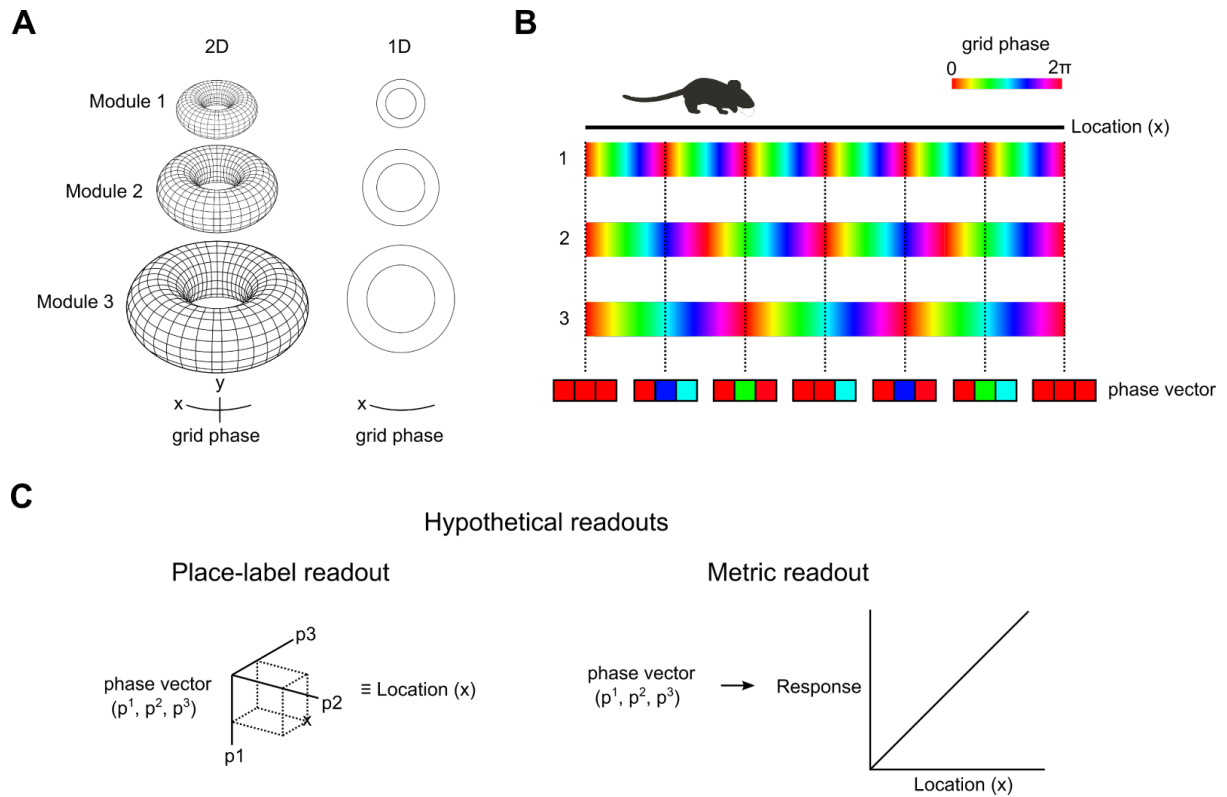 A
2D
1D
Module 1
Module 2
Module 3
y
x
x
grid phase
grid phase
B
grid phase
0
2π
Location (x)
1
2
3
phase vector
C
Hypothetical readouts
Place-label readout
Metric readout
p3
phase vector
(p¹, p², p³)
≡ Location (x)
p2
x
p1
phase vector
(p¹, p², p³)
Response
Location (x)